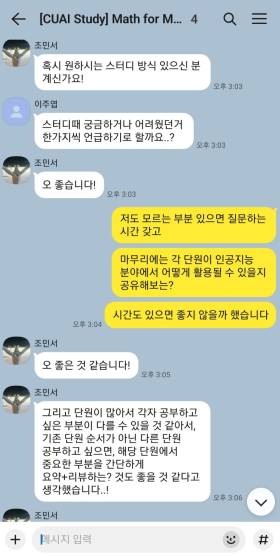 [CUAI Study] Math for M... 4
조민서
혹시 원하시는 스터디 방식 있으신 분
계신가요!
오후 3:03
이주엽
스터디때 궁금하거나 어려웠던거
한가지씩 언급하기로 할까요..?
오후 3:03
조민서
오 좋습니다!
오후 3:03
저도 모르는 부분 있으면 질문하는
시간 갖고
마무리에는 각 단원이 인공지능
분야에서 어떻게 활용될 수 있을지
공유해보는?
시간도 있으면 좋지 않을까 했습니다
오후 3:04
조민서
오 좋은 것 같습니다!
오후 3:05
조민서
그리고 단원이 많아서 각자 공부하고
싶은 부분이 다를 수 있을 것 같아서,
기존 단원 순서가 아닌 다른 단원
공부하고 싶으면, 해당 단원에서
중요한 부분을 간단하게
요약+리뷰하는? 것도 좋을 것 같다고
생각했습니다..!
오후 3:06
조민서
메시지 입력
#